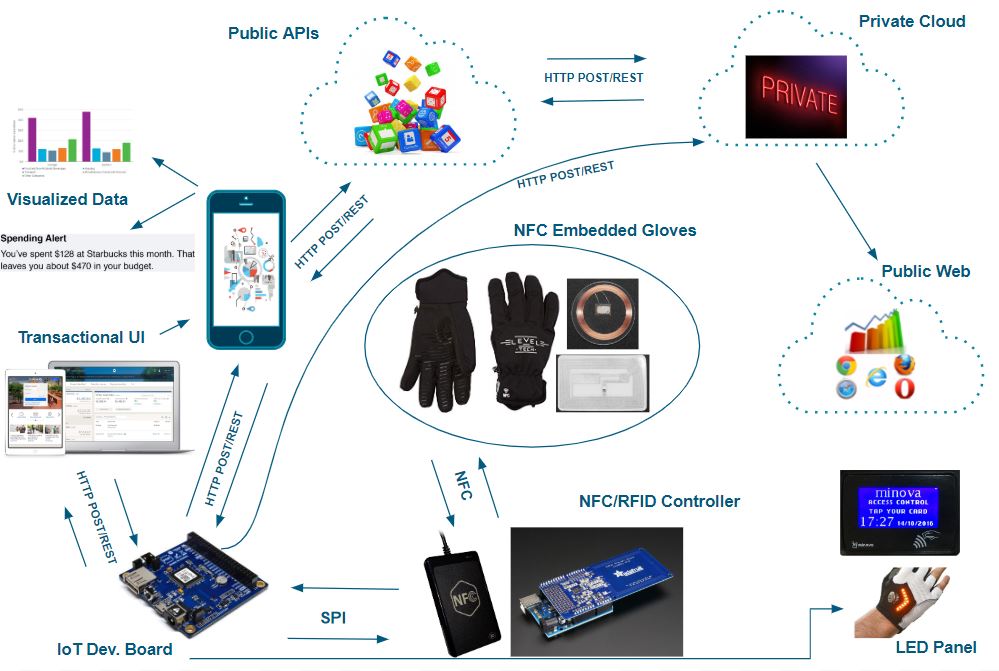 Public APIs
Private Cloud
HTTP POST/REST
PRIVATE
HTTP POST/REST
Visualized Data
HTTP POST/REST
NFC Embedded Gloves
Spending Alert
You've spent $128 at Starbucks this month. That
leaves you about $470 in your budget.
Public Web
LEVEL
TECH
NFC
Transactional UI
HTTP POST/REST
HTTP POST/REST
NFC
NFC/RFID Controller
minova
ACCESS CONTROL
TAP YOUR CARD
17:27 14/10/2016
minova
NFC
Adafruit
SPI
IoT Dev. Board
LED Panel